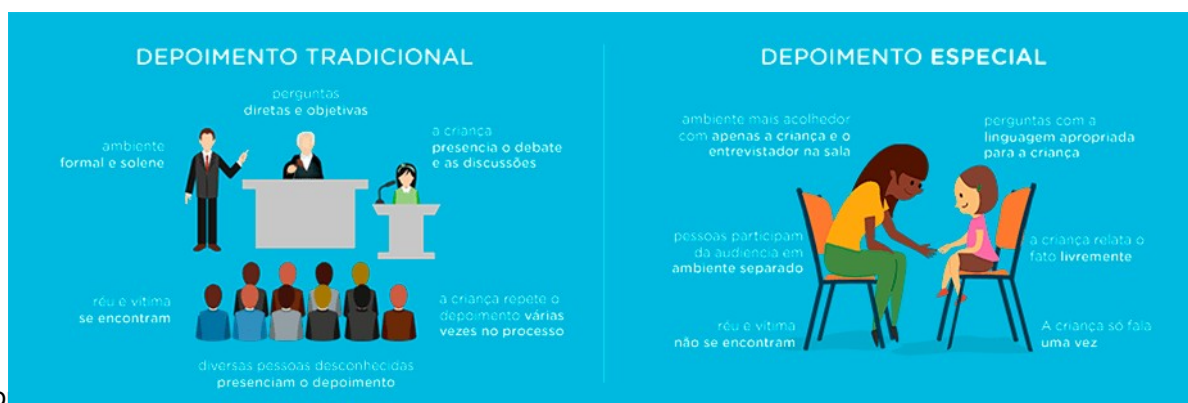 DEPOIMENTO TRADICIONAL
perguntas
diretas e objetivas
ambiente
formal e solene
a criança
presencia o debate
e as discussões
réu e vítima
se encontram
a criança repete o
depoimento várias
vezes no processo
diversas pessoas desconhecidas
presenciam o depoimento
DEPOIMENTO ESPECIAL
ambiente mais acolhedor
com apenas a criança e o
entrevistador na sala
perguntas com a
linguagem apropriada
para a criança
pessoas participam
da audiencia em
ambiente separado
a criança relata o
fato livremente
réu e vítima
não se encontram
A criança só fala
uma vez